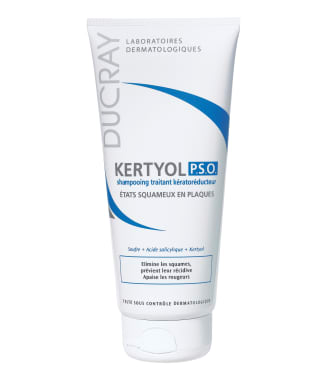 LABORATOIRES
DERMATOLOGIQUES
DUCRAY
KERTYOL P.S.O.
shampooing traitant kératoréducteur
ÉTATS SQUAMEUX EN PLAQUES
Soufre + Acide salicylique + Kertyol
Elimine les squames,
prévient leur récidive
Apaise les rougeurs
TESTÉ SOUS CONTRÔLE DERMATOLOGIQUE